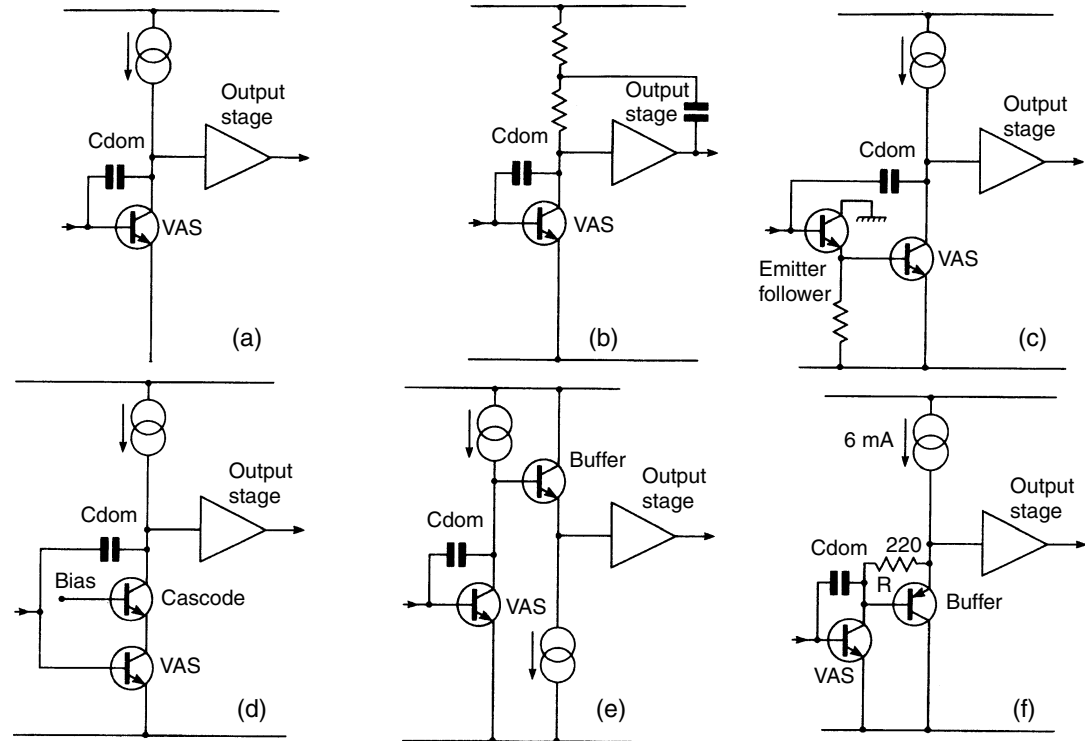 Output
stage
Cdom
VAS
(a)
Output
stage
Cdom
VAS
(b)
Output
stage
Cdom
Emitter
follower
VAS
(c)
Output
stage
Cdom
Bias
Cascode
VAS
(d)
Buffer
Output
stage
Cdom
VAS
(e)
6 mA
Output
stage
Cdom
220
R
Buffer
VAS
(f)